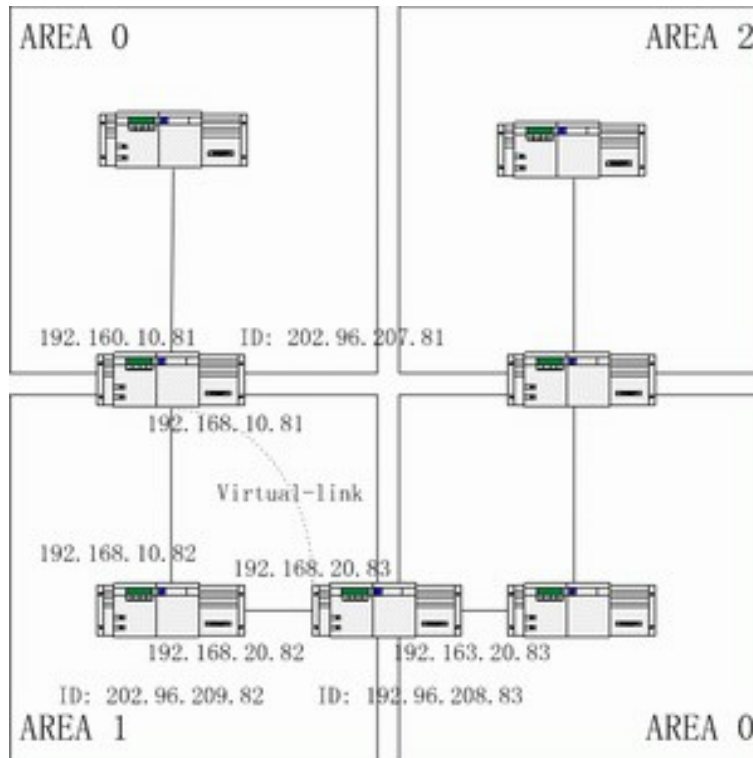 AREA 0
AREA 2
192.160.10.81
ID: 202.96.207.81
192.168.10.81
Virtual-link
192.168.10.82
192.168.20.83
192.168.20.82
192.163.20.83
ID: 202.96.209.82
ID: 192.96.208.83
AREA 1
AREA 0